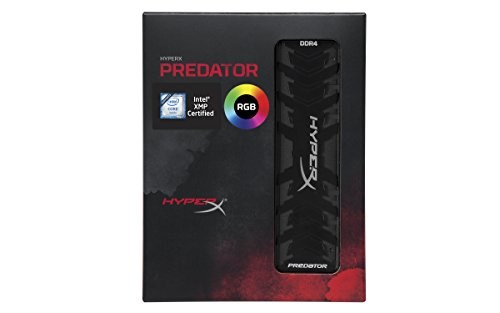 DDR4
HYPERX
PREDATOR
Intel®
XMP
Certified
RGB
HYPERX
HYPERX
PREDATOR